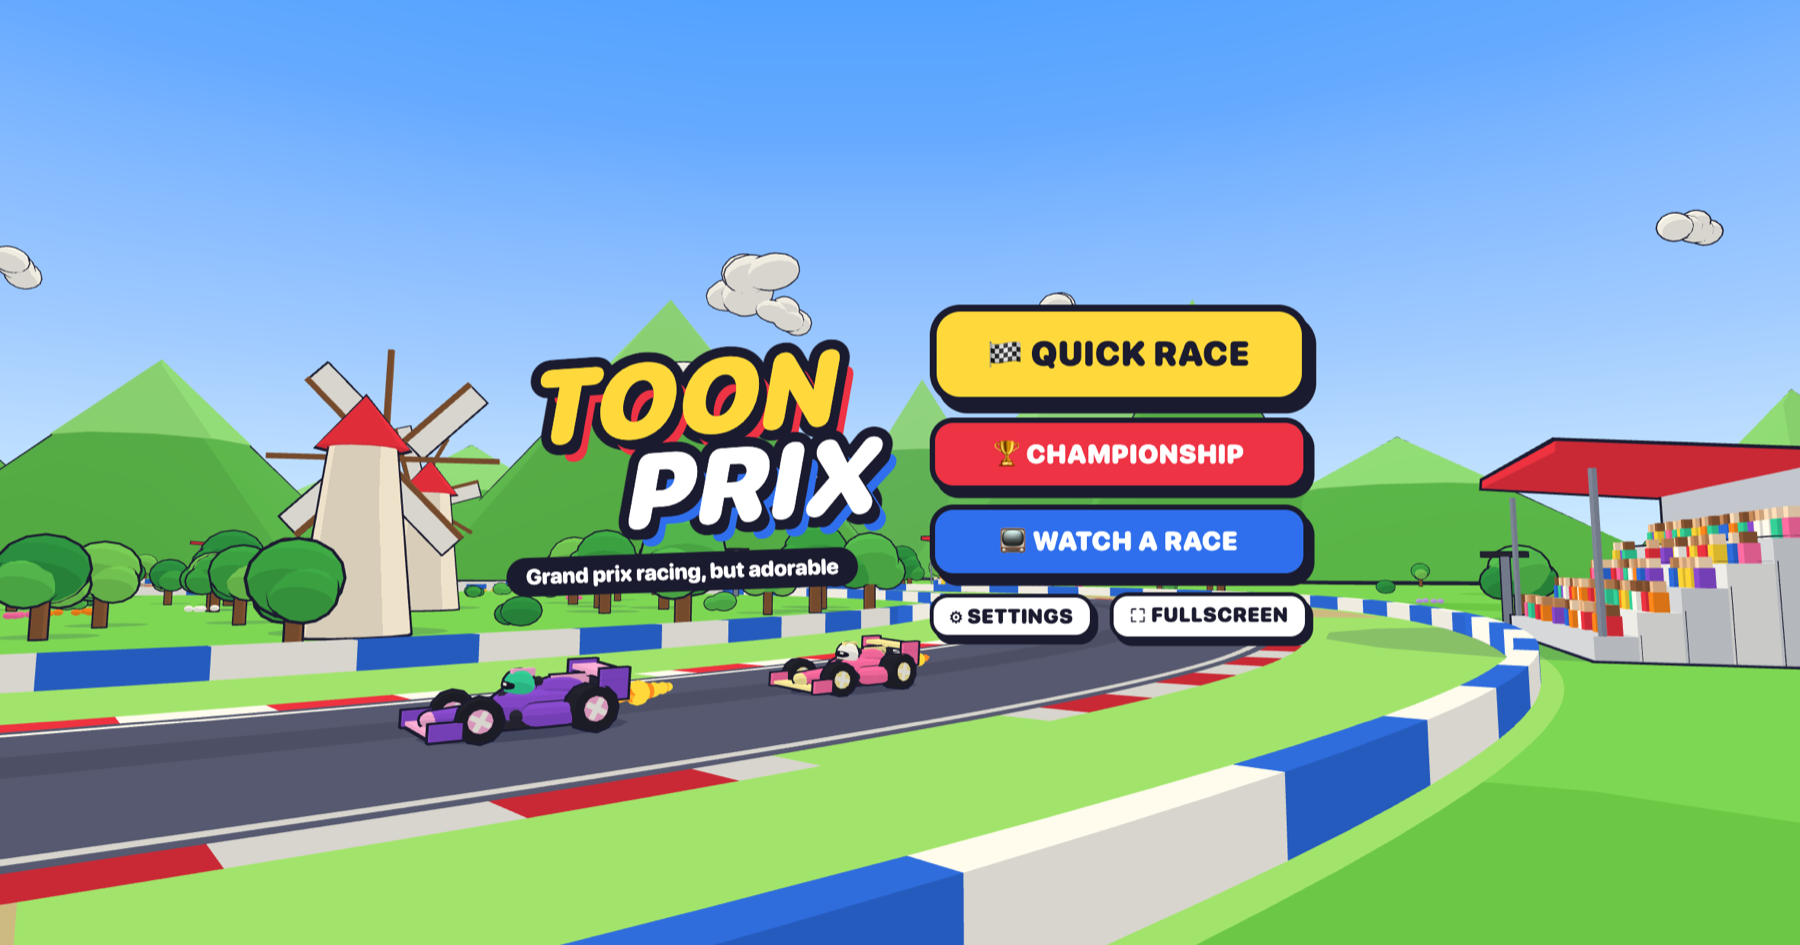 TOON
PRIX
Grand prix racing, but adorable
QUICK RACE
CHAMPIONSHIP
WATCH A RACE
SETTINGS
FULLSCREEN